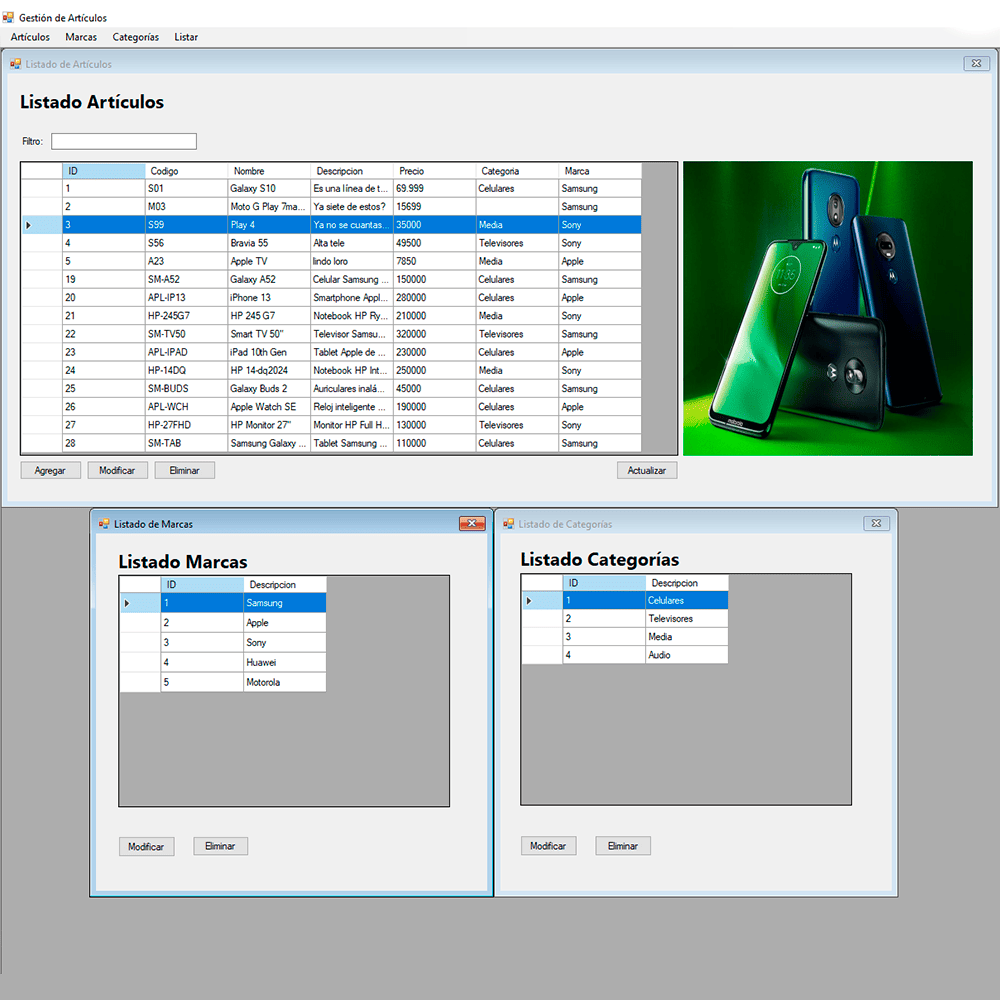 Gestión de Artículos
Artículos Marcas Categorías Listar
Listado de Artículos
Listado Artículos
Filtro:
ID Codigo Nombre Descripcion Precio Categoria Marca
1 S01 Galaxy S10 Es una línea de t... 69.999 Celulares Samsung
2 M03 Moto G Play 7ma... Ya siete de estos? 15699 Samsung
3 S99 Play 4 Ya no se cuantas... 35000 Media Sony
4 S56 Bravia 55 Alta tele 49500 Televisores Sony
5 A23 Apple TV lindo loro 7850 Media Apple
19 SM-A52 Galaxy A52 Celular Samsung ... 150000 Celulares Samsung
20 APL-IP13 iPhone 13 Smartphone Appl... 280000 Celulares Apple
21 HP-245G7 HP 245 G7 Notebook HP Ry... 210000 Media Sony
22 SM-TV50 Smart TV 50" Televisor Samsu... 320000 Televisores Samsung
23 APL-IPAD iPad 10th Gen Tablet Apple de ... 230000 Celulares Apple
24 HP-14DQ HP 14-dq2024 Notebook HP Int... 250000 Media Sony
25 SM-BUDS Galaxy Buds 2 Auriculares inalá... 45000 Celulares Samsung
26 APL-WCH Apple Watch SE Reloj inteligente ... 190000 Celulares Apple
27 HP-27FHD HP Monitor 27" Monitor HP Full H... 130000 Televisores Sony
28 SM-TAB Samsung Galaxy ... Tablet Samsung ... 110000 Celulares Samsung
Agregar Modificar Eliminar Actualizar
Listado de Marcas
Listado Marcas
ID Descripcion
1 Samsung
2 Apple
3 Sony
4 Huawei
5 Motorola
Modificar Eliminar
Listado de Categorías
Listado Categorías
ID Descripcion
1 Celulares
2 Televisores
3 Media
4 Audio
Modificar Eliminar